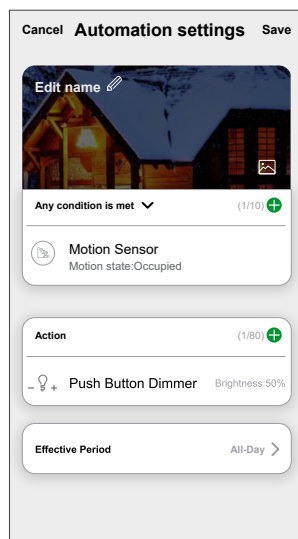 Cancel Automation settings Save
Edit name
Any condition is met (1/10)
Motion Sensor
Motion state:Occupied
Action (1/80)
– + Push Button Dimmer Brightness:50%
Effective Period All-Day